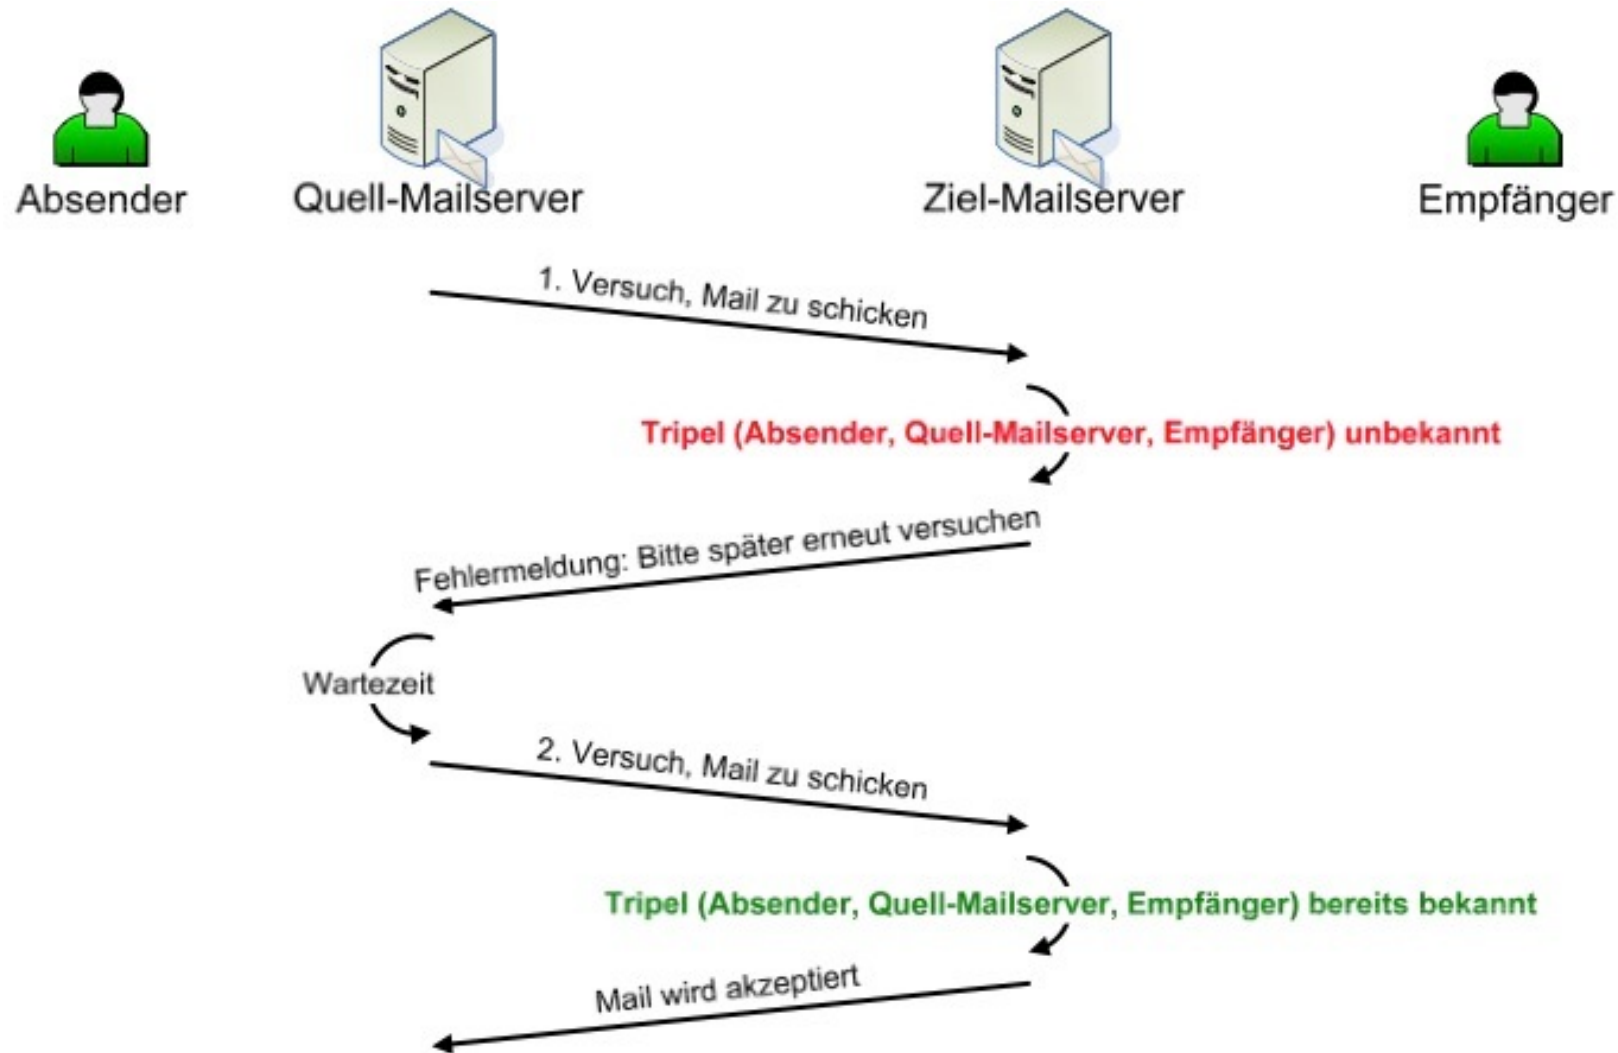 Absender
Quell-Mailserver
Ziel-Mailserver
Empfänger
1. Versuch, Mail zu schicken
Tripel (Absender, Quell-Mailserver, Empfänger) unbekannt
Fehlermeldung: Bitte später erneut versuchen
Wartezeit
2. Versuch, Mail zu schicken
Tripel (Absender, Quell-Mailserver, Empfänger) bereits bekannt
Mail wird akzeptiert